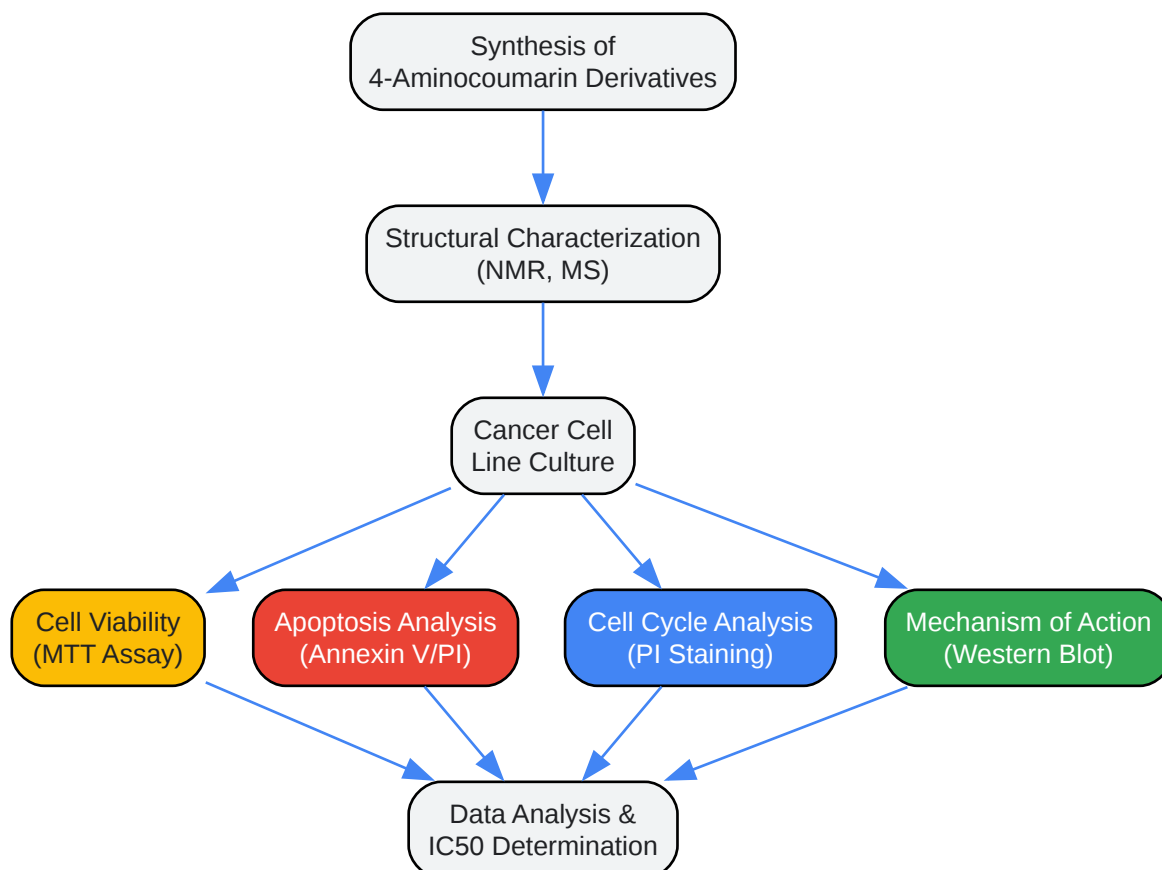 Synthesis of
4-Aminocoumarin Derivatives
Structural Characterization
(NMR, MS)
Cancer Cell
Line Culture
Cell Viability
(MTT Assay)
Apoptosis Analysis
(Annexin V/PI)
Cell Cycle Analysis
(PI Staining)
Mechanism of Action
(Western Blot)
Data Analysis &
IC50 Determination